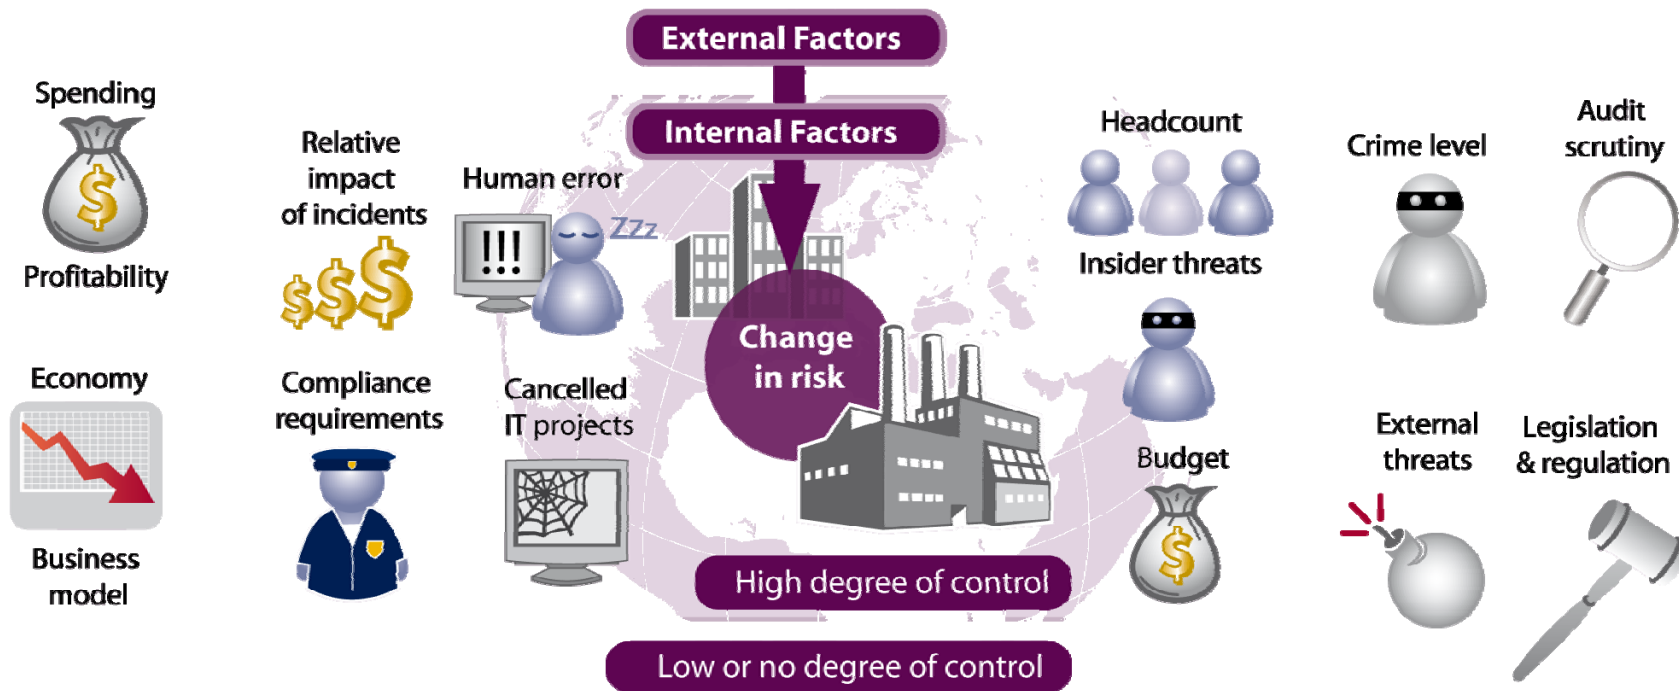 External Factors
Internal Factors
Spending
Profitability
Economy
Business
model
Relative
impact
of incidents
Compliance
requirements
Human error
!!!
ZZZ
Cancelled
IT projects
Change
in risk
High degree of control
Low or no degree of control
Headcount
Insider threats
Budget
Crime level
Audit
scrutiny
External
threats
Legislation
& regulation
$
$ $ $
$